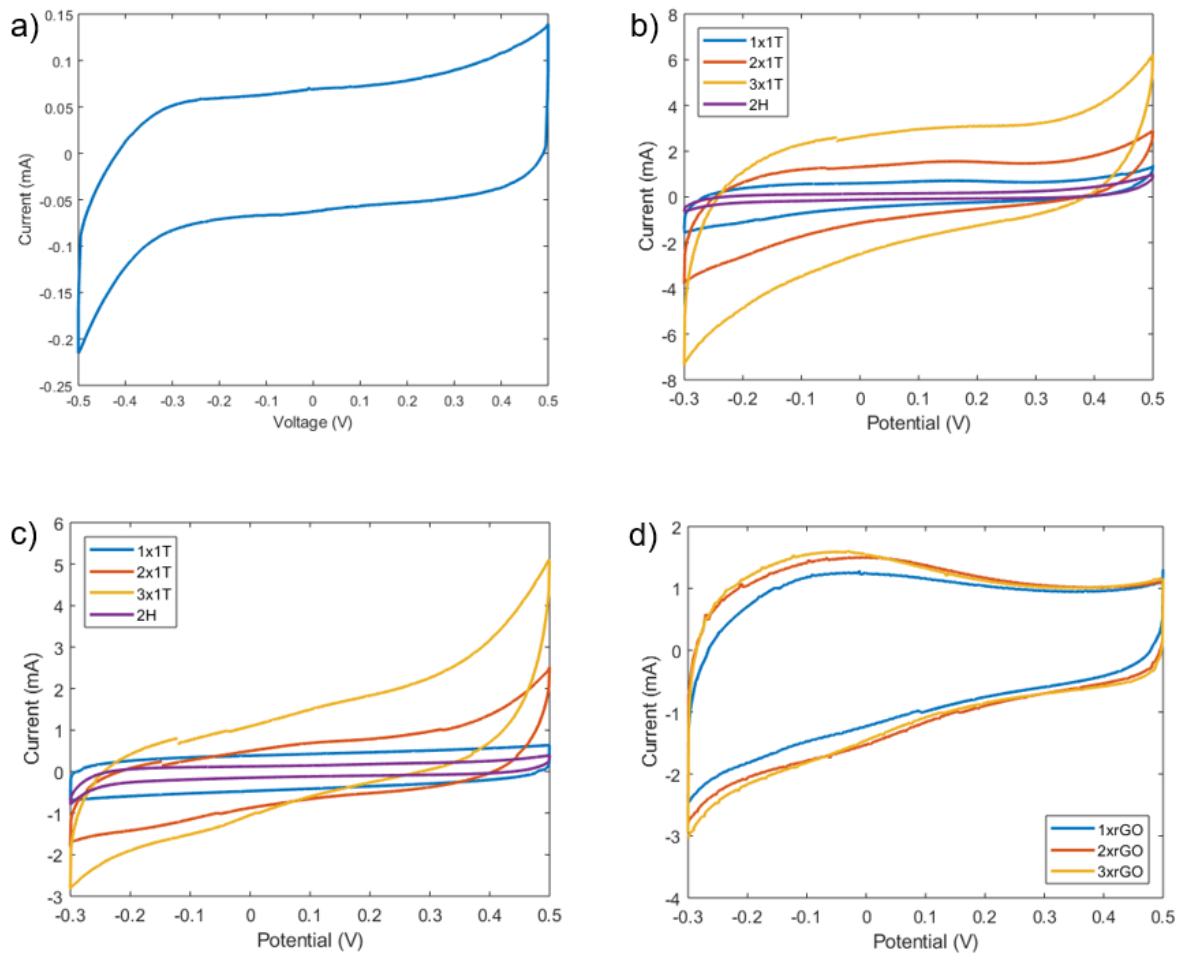 a)
0.15
0.1
0.05
0
-0.05
-0.1
-0.15
-0.2
-0.25
Current (mA)
-0.5 -0.4 -0.3 -0.2 -0.1 0 0.1 0.2 0.3 0.4 0.5
Voltage (V)
b)
8
6
4
2
0
-2
-4
-6
-8
Current (mA)
1x1T
2x1T
3x1T
2H
-0.3 -0.2 -0.1 0 0.1 0.2 0.3 0.4 0.5
Potential (V)
c)
6
5
4
3
2
1
0
-1
-2
-3
Current (mA)
1x1T
2x1T
3x1T
2H
-0.3 -0.2 -0.1 0 0.1 0.2 0.3 0.4 0.5
Potential (V)
d)
2
1
0
-1
-2
-3
-4
Current (mA)
1xrGO
2xrGO
3xrGO
-0.3 -0.2 -0.1 0 0.1 0.2 0.3 0.4 0.5
Potential (V)